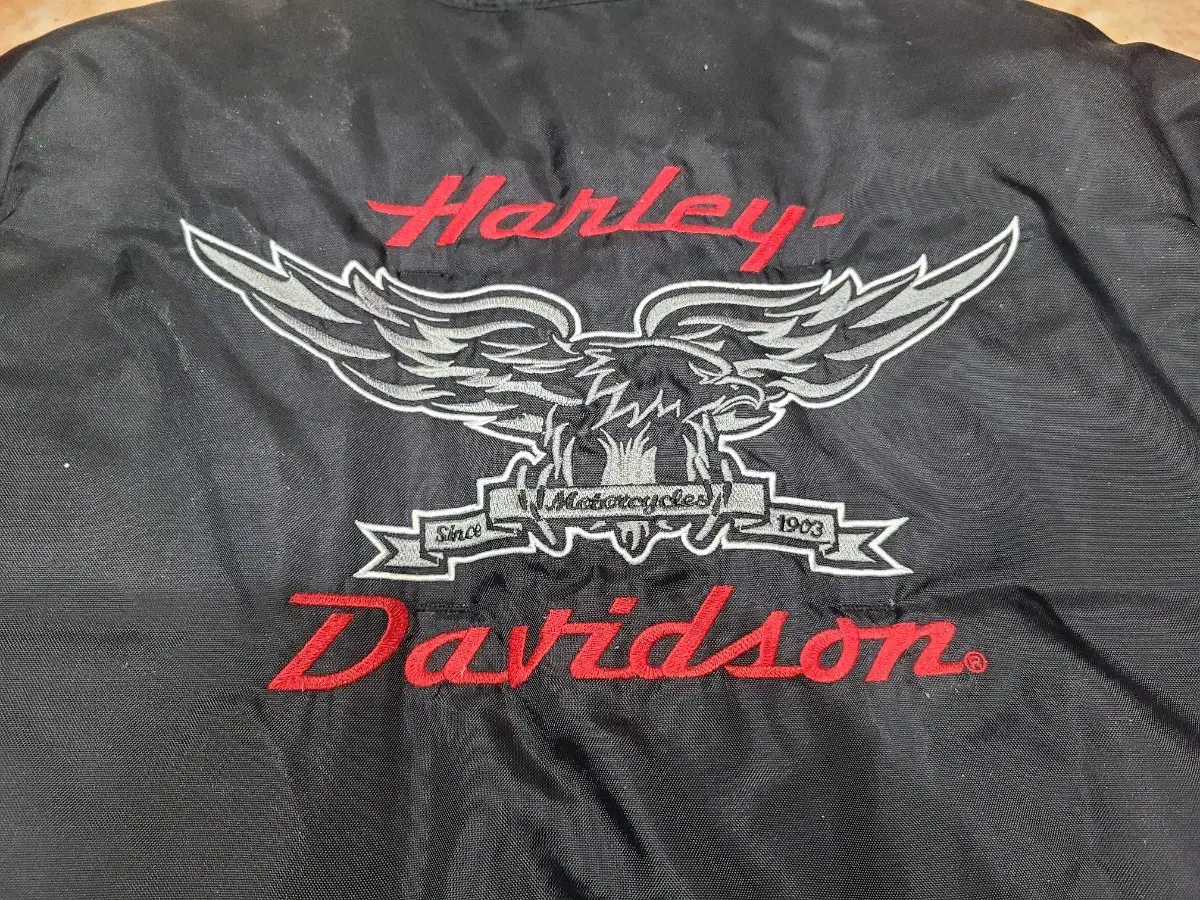 Harley-
Motorcycles
Since 1903
Davidson®